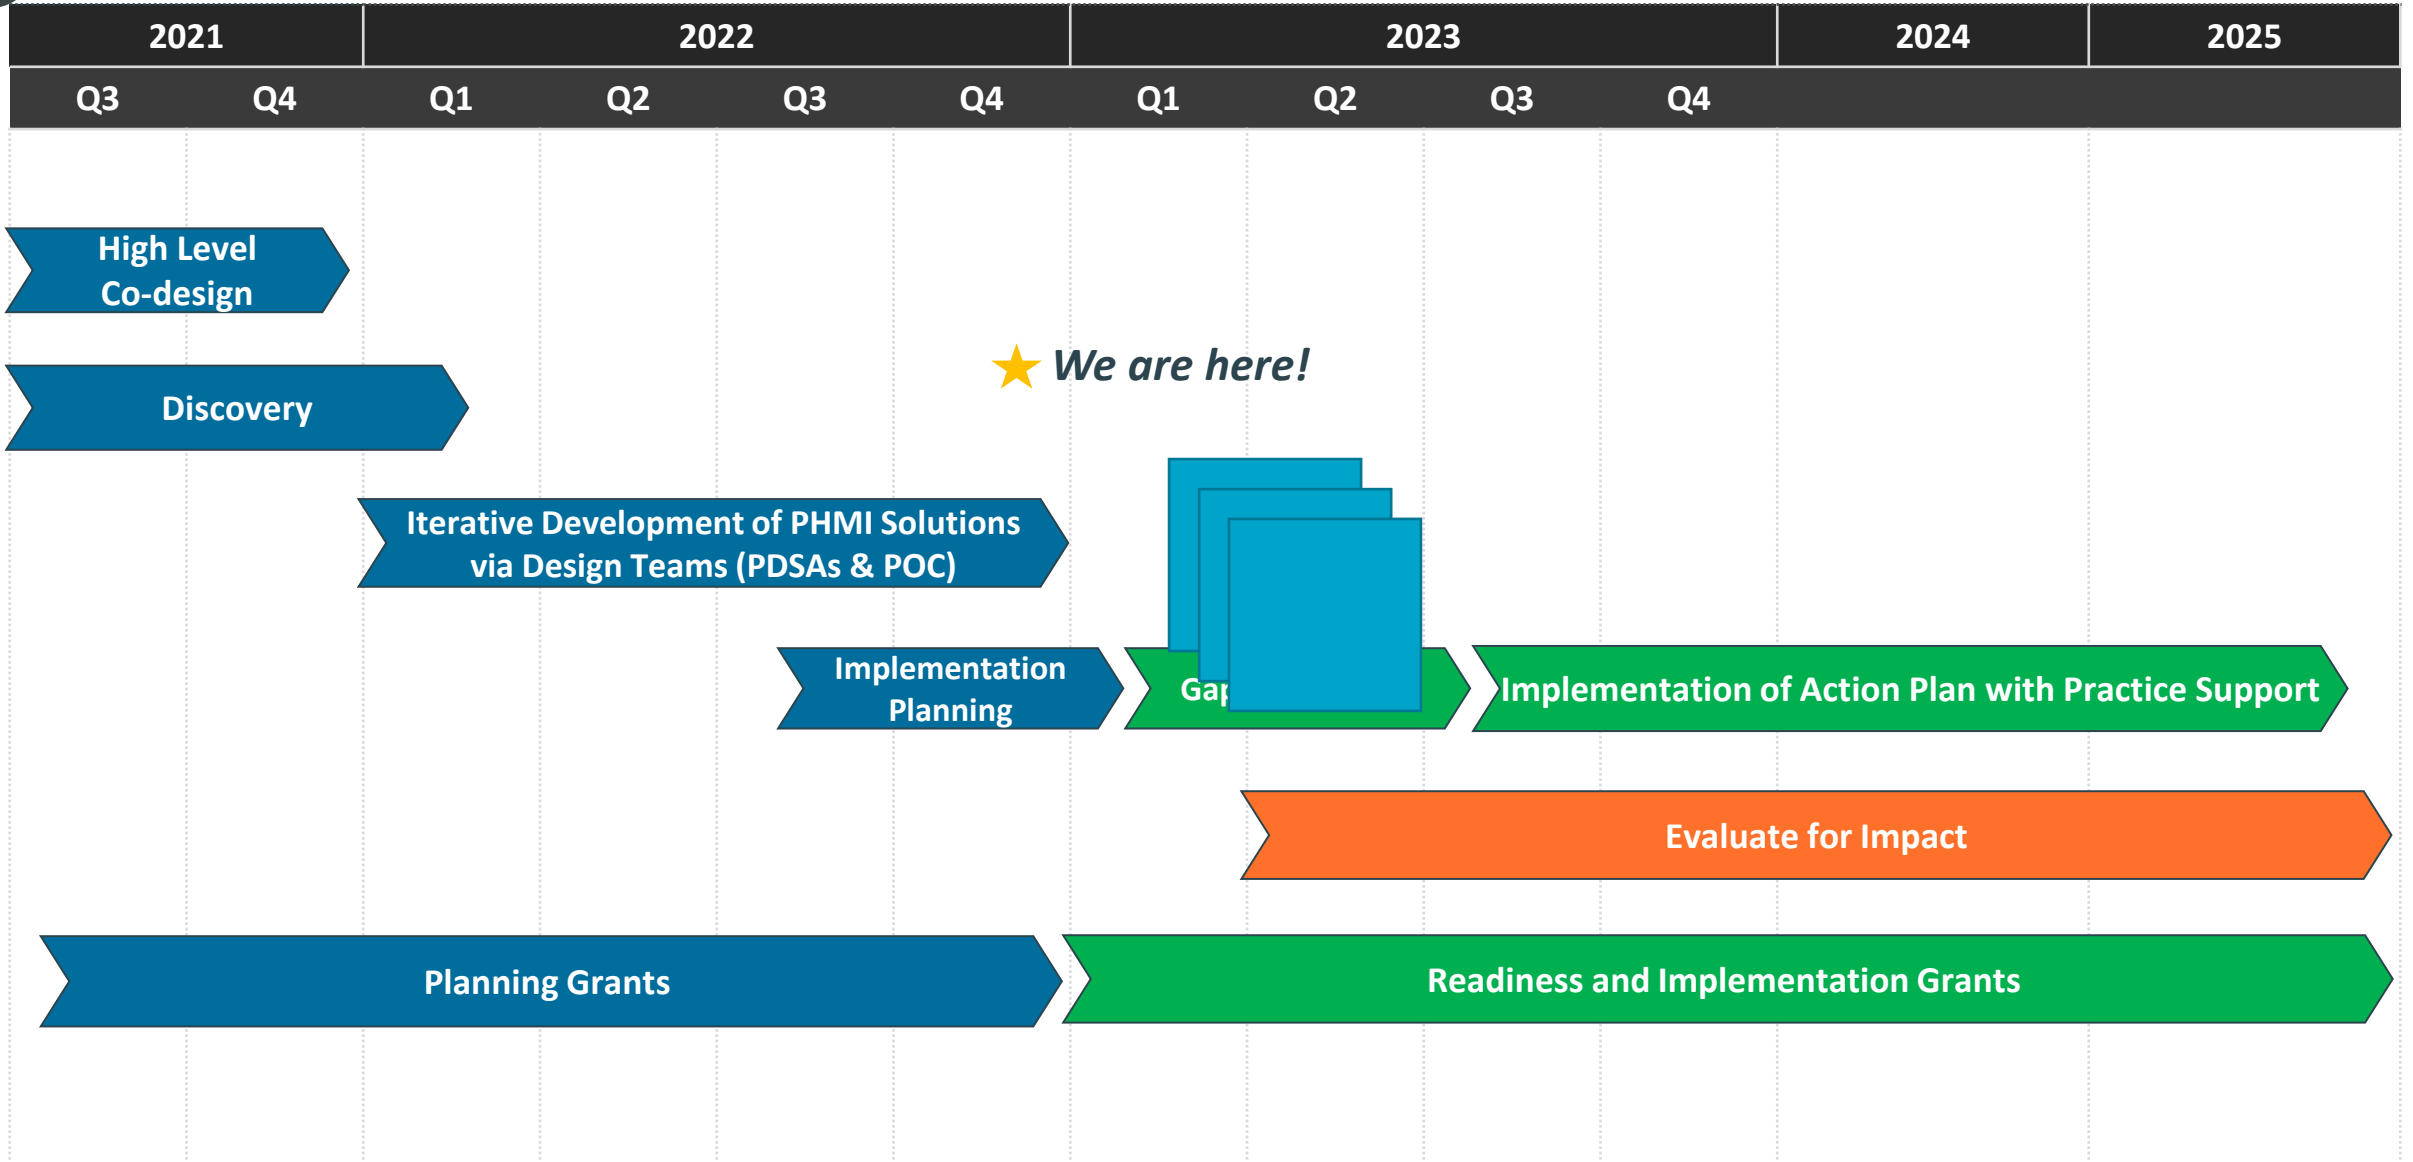 2021 2022 2023 2024 2025
Q3 Q4 Q1 Q2 Q3 Q4 Q1 Q2 Q3 Q4
High Level
Co-design
We are here!
Discovery
Iterative Development of PHMI Solutions
via Design Teams (PDSAs & POC)
Implementation
Planning
Implementation of Action Plan with Practice Support
Evaluate for Impact
Planning Grants
Readiness and Implementation Grants